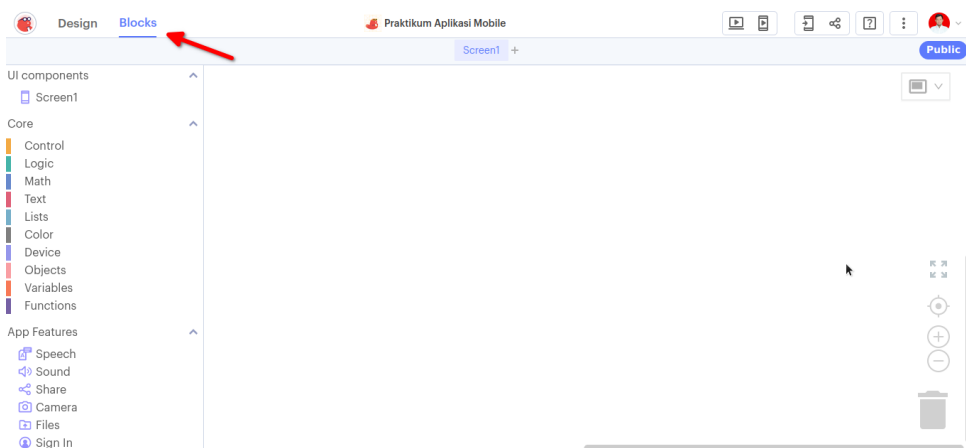 Design
Blocks
Praktikum Aplikasi Mobile
Screen1 +
Public
UI components
Screen1
Core
Control
Logic
Math
Text
Lists
Color
Device
Objects
Variables
Functions
App Features
Speech
Sound
Share
Camera
Files
Sign In